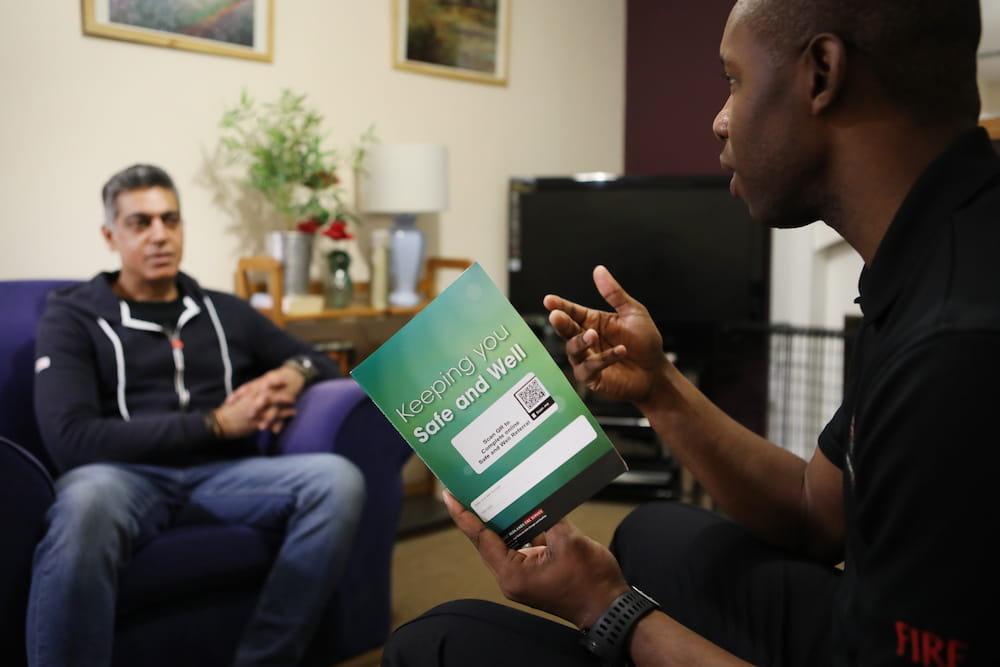 Keeping you
Safe and Well
Scan QR to
Complete online
Safe and Well Referral
FIRE